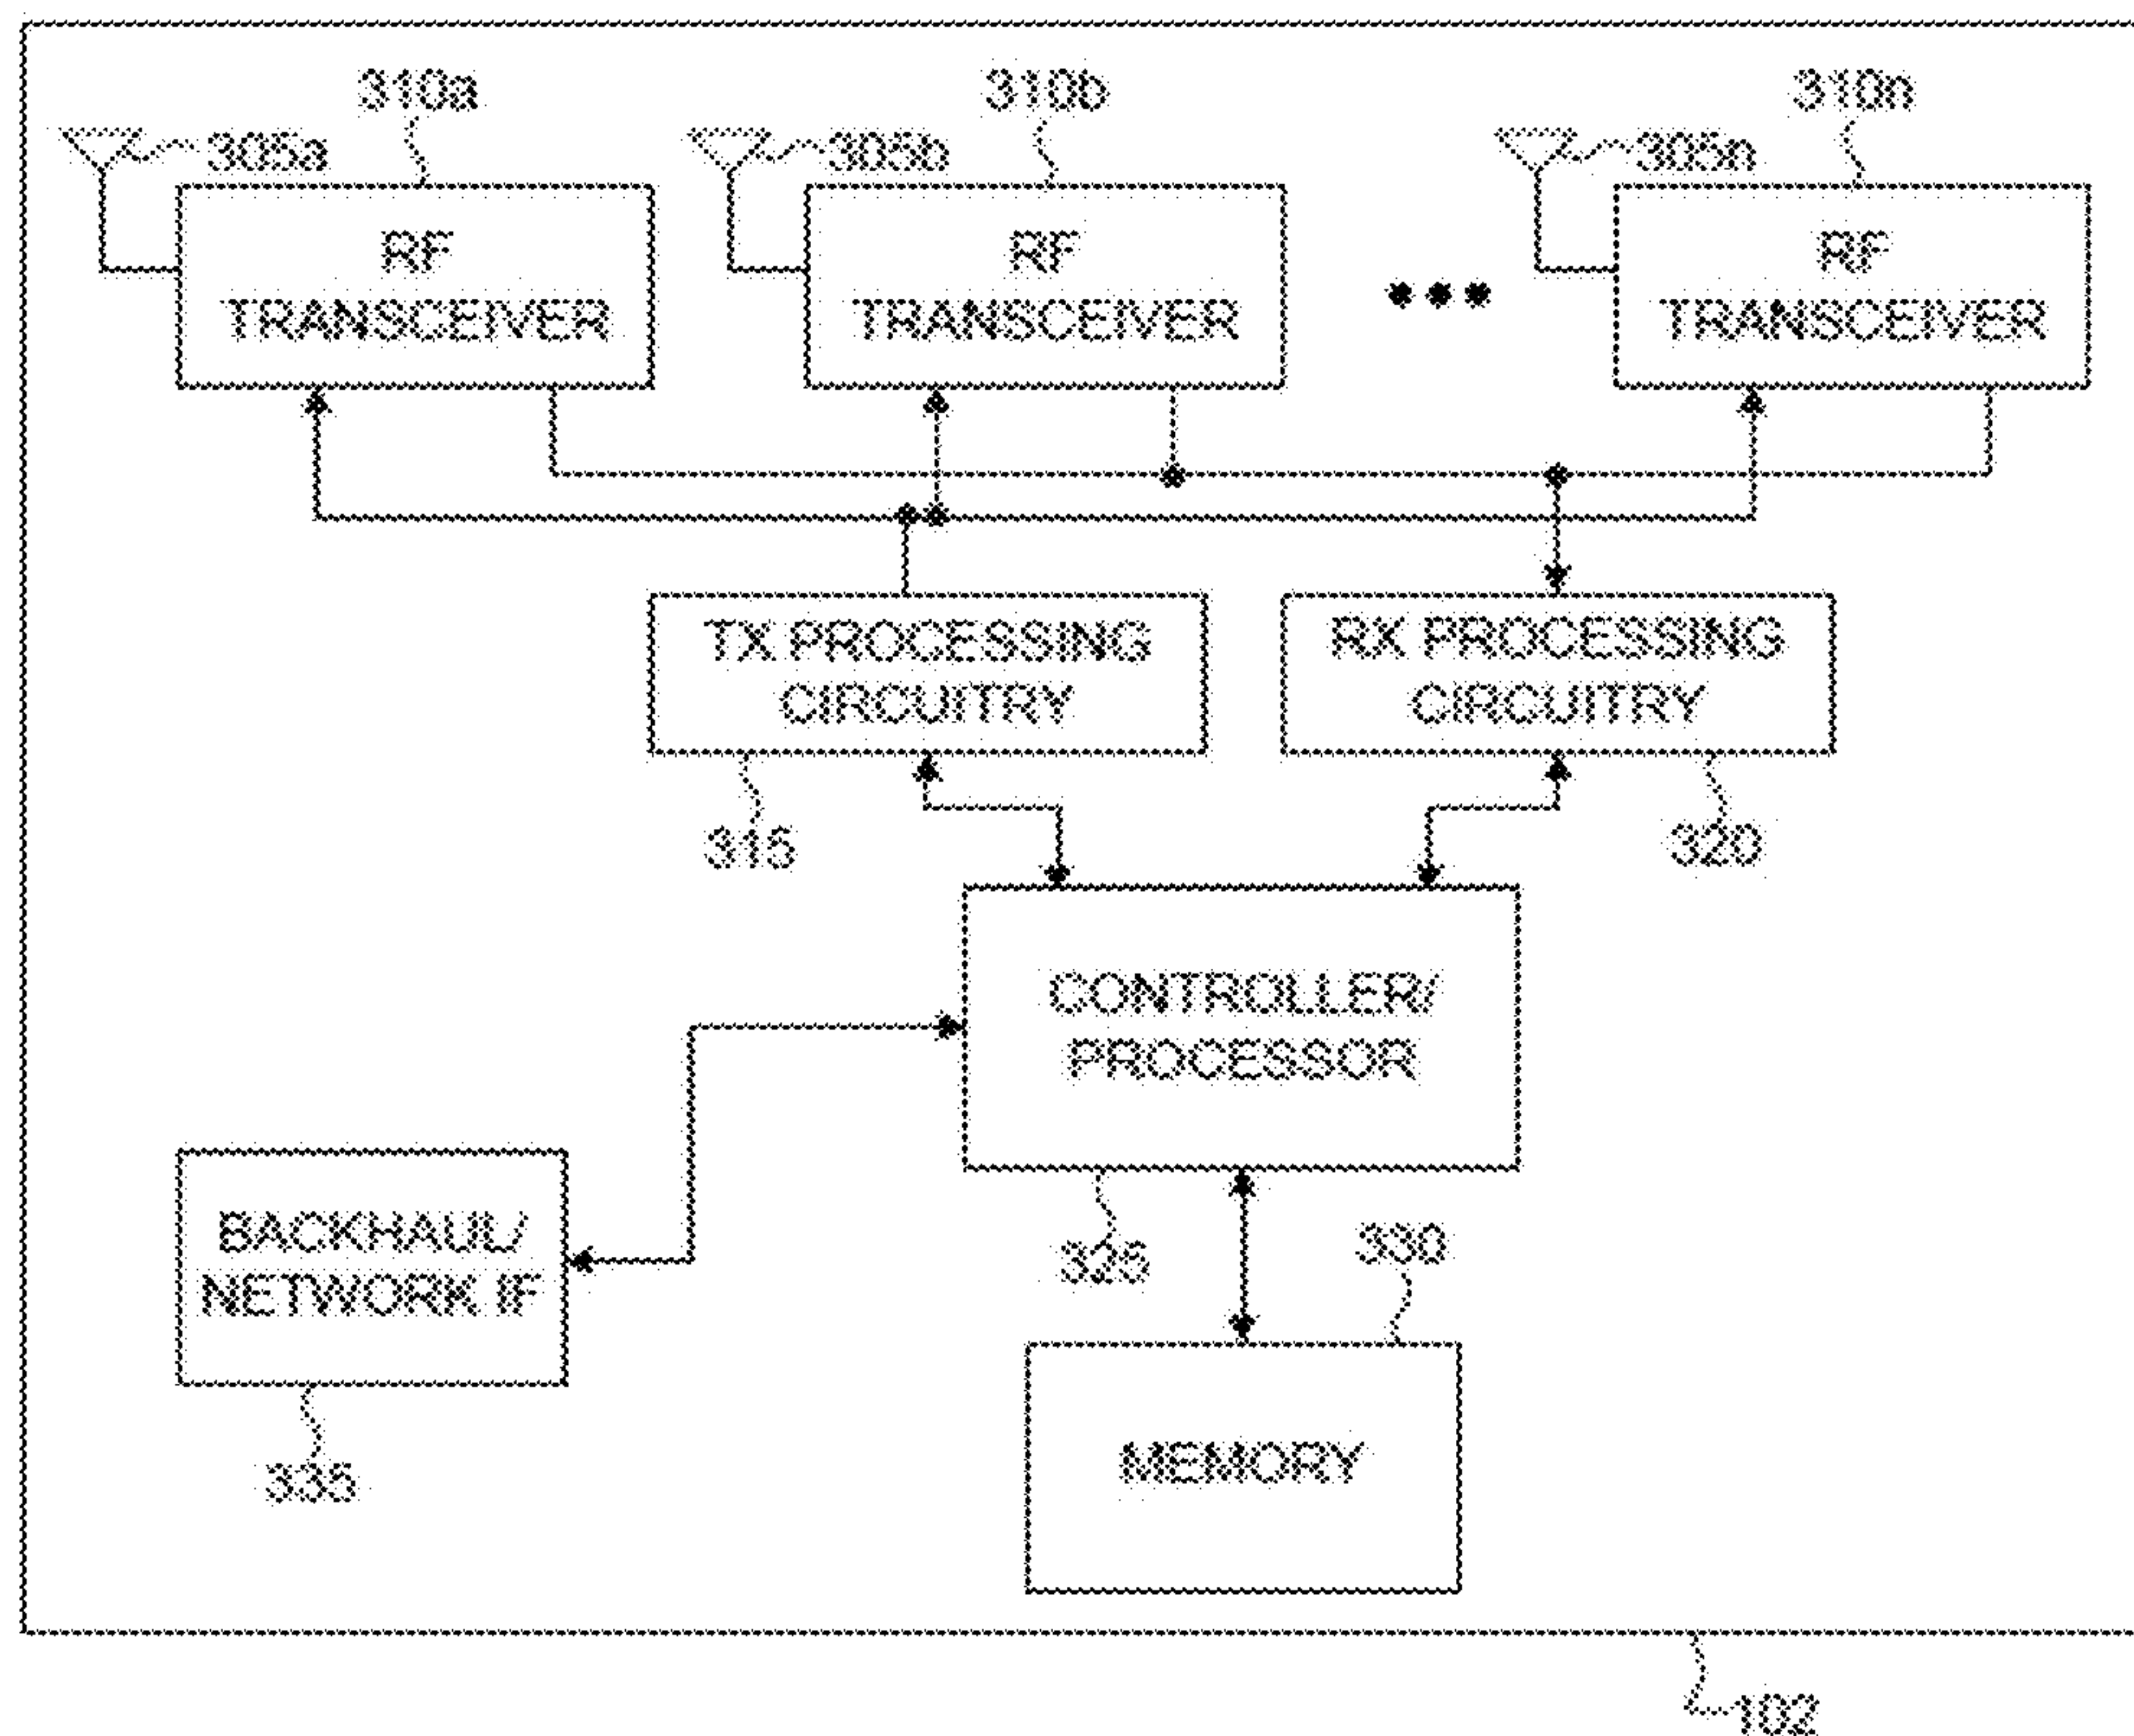 310a
310b
310n
305a
305b
305n
RF
TRANSCEIVER
RF
TRANSCEIVER
RF
TRANSCEIVER
TX PROCESSING
CIRCUITRY
RX PROCESSING
CIRCUITRY
315
320
CONTROLLER/
PROCESSOR
BACKHAUL/
NETWORK IF
325
330
335
MEMORY
102